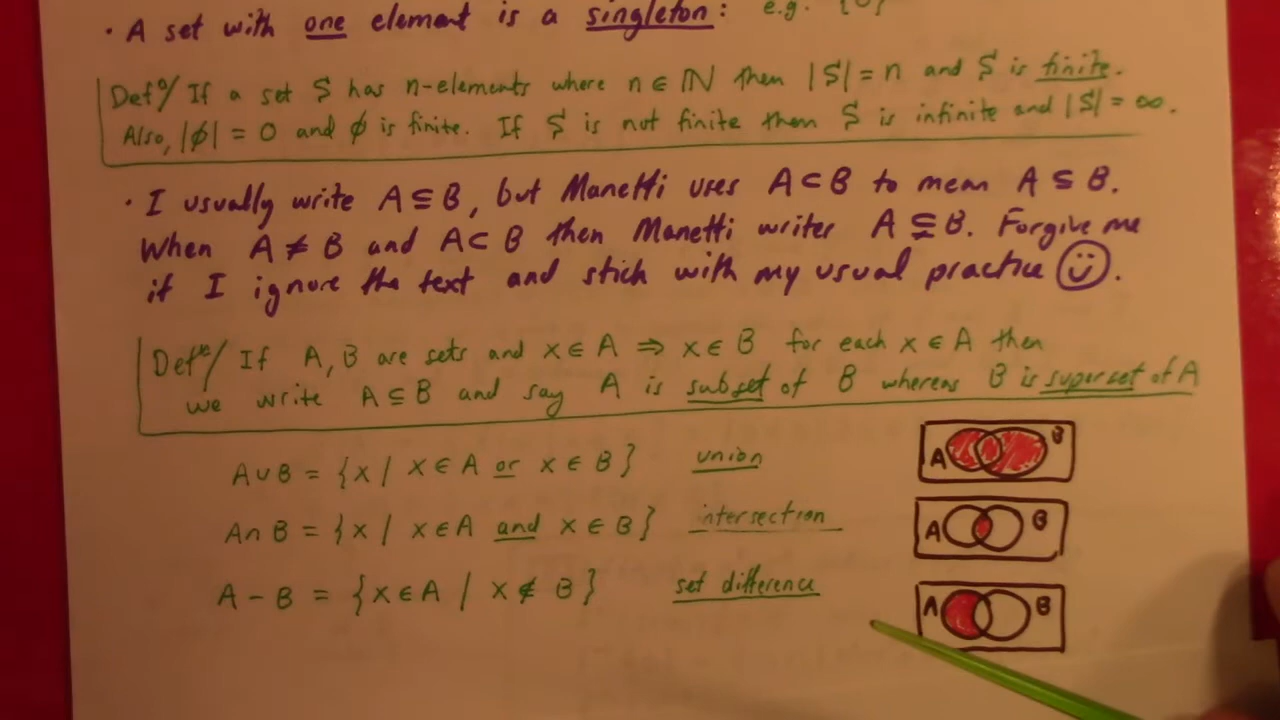 · A set with one element is a singleton: e.g. {0}
Defⁿ/ If a set S has n-elements where n ∈ ℕ then |S| = n and S is finite.
Also, |∅| = 0 and ∅ is finite. If S is not finite then S is infinite and |S| = ∞.
· I usually write A ⊆ B, but Manetti uses A ⊂ B to mean A ⊆ B.
When A ≠ B and A ⊂ B then Manetti writes A ⊊ B. Forgive me
if I ignore the text and stick with my usual practice ☺.
Defⁿ/ If A, B are sets and x ∈ A ⇒ x ∈ B for each x ∈ A then
we write A ⊆ B and say A is subset of B whereas B is superset of A
A ∪ B = {x | x ∈ A or x ∈ B} union
A B
A ∩ B = {x | x ∈ A and x ∈ B} intersection
A B
A − B = {x ∈ A | x ∉ B} set difference
A B